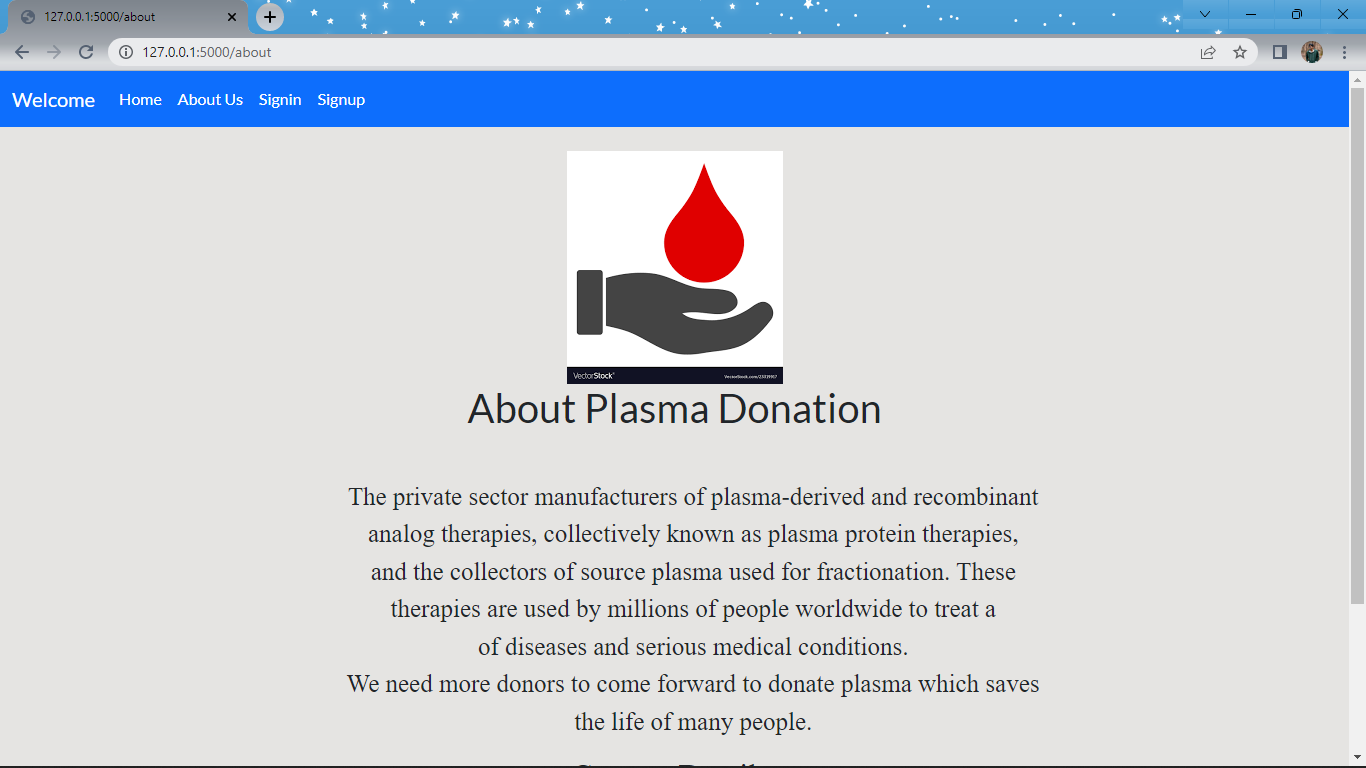 127.0.0.1:5000/about
127.0.0.1:5000/about
Welcome Home About Us Signin Signup
VectorStock® VectorStock.com/23039907
About Plasma Donation
The private sector manufacturers of plasma-derived and recombinant
analog therapies, collectively known as plasma protein therapies,
and the collectors of source plasma used for fractionation. These
therapies are used by millions of people worldwide to treat a
of diseases and serious medical conditions.
We need more donors to come forward to donate plasma which saves
the life of many people.